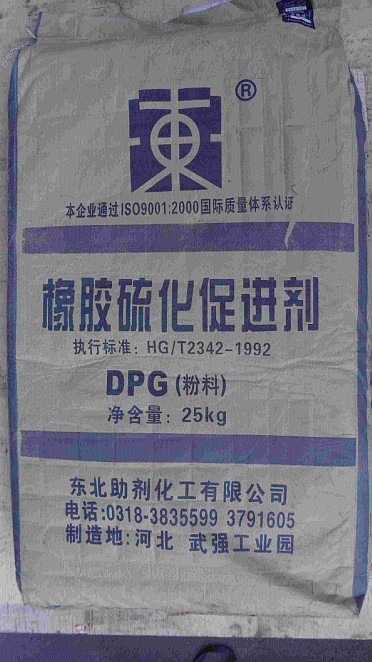 東
®
本企业通过ISO9001:2000国际质量体系认证
橡胶硫化促进剂
执行标准：HG/T2342-1992
DPG(粉料)
净含量：25kg
东北助剂化工有限公司
电话:0318-3835599 3791605
制造地:河北 武强工业园